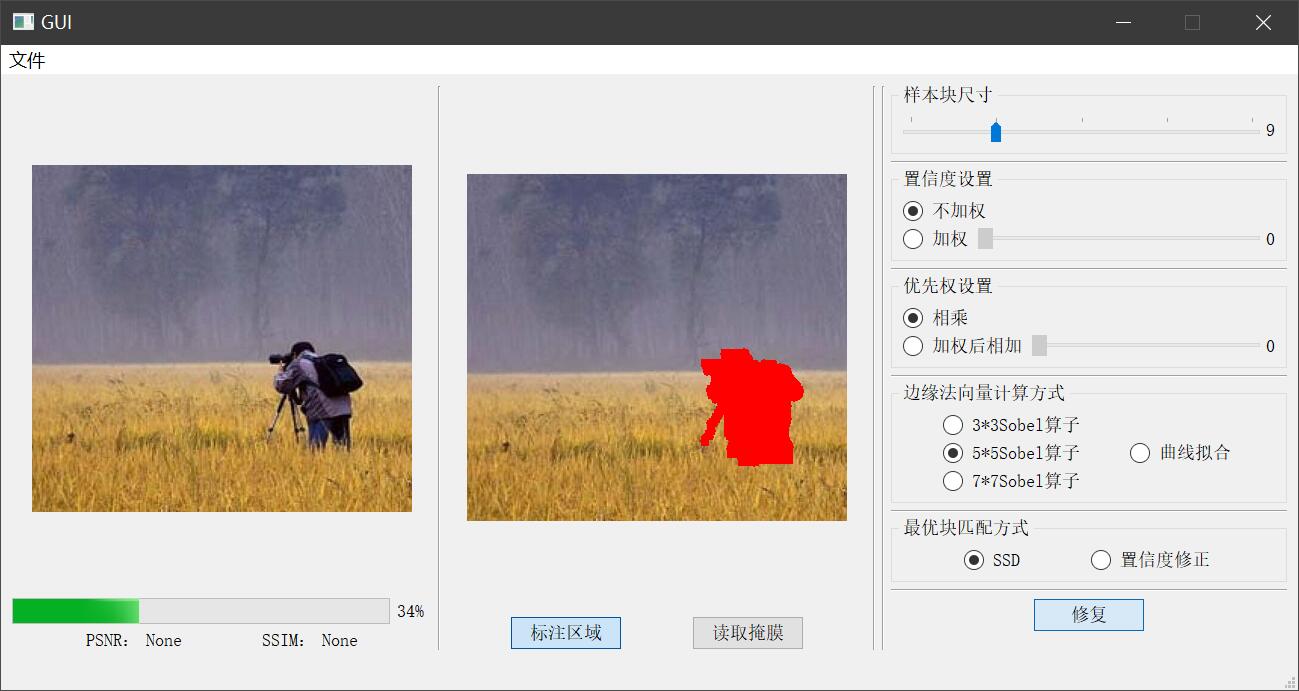 GUI
文件
样本块尺寸
9
置信度设置
不加权
加权 0
优先权设置
相乘
加权后相加 0
边缘法向量计算方式
3*3Sobel算子
5*5Sobel算子 曲线拟合
7*7Sobel算子
最优块匹配方式
SSD 置信度修正
修复
34%
PSNR: None SSIM: None
标注区域 读取掩膜